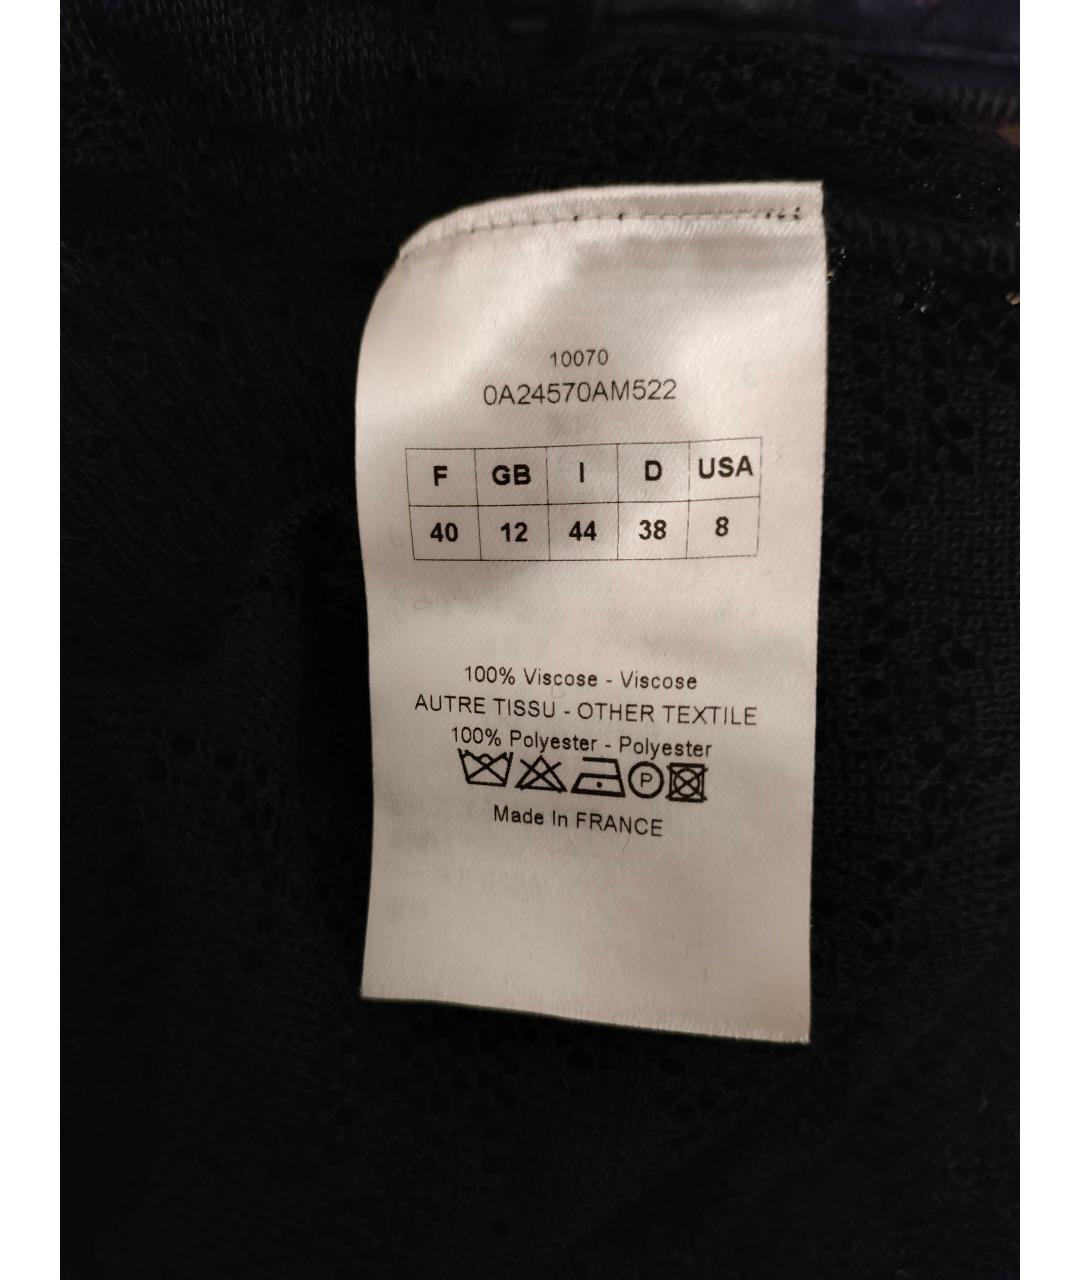 10070
0A24570AM522
F GB I D USA
40 12 44 38 8
100% Viscose - Viscose
AUTRE TISSU - OTHER TEXTILE
100% Polyester - Polyester
P
Made In FRANCE